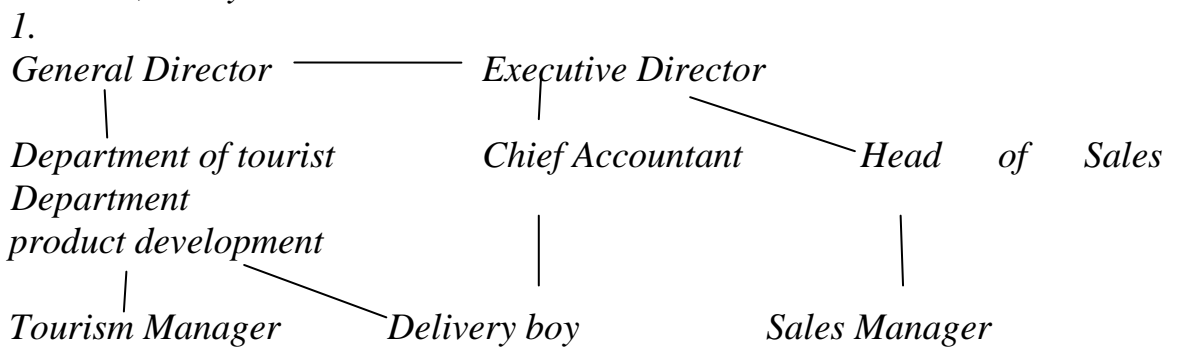 1.
General Director Executive Director
Department of tourist Chief Accountant Head of Sales
Department
product development
Tourism Manager Delivery boy Sales Manager